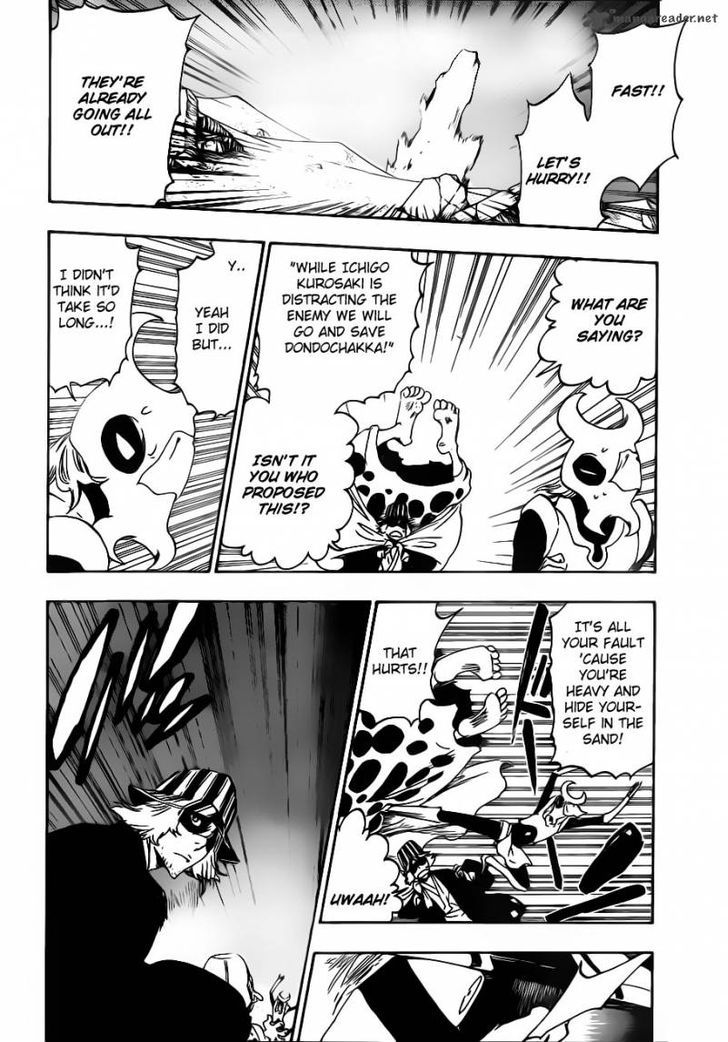 mangareader.net
FAST!!
LET'S
HURRY!!
THEY'RE
ALREADY
GOING ALL
OUT!!
WHAT ARE
YOU
SAYING?
"WHILE ICHIGO
KUROSAKI IS
DISTRACTING THE
ENEMY WE WILL
GO AND SAVE
DONDOCHAKKA!"
ISN'T IT
YOU WHO
PROPOSED
THIS!?
Y..
YEAH
I DID
BUT...
I DIDN'T
THINK IT'D
TAKE SO
LONG...!
IT'S ALL
YOUR FAULT
'CAUSE
YOU'RE
HEAVY AND
HIDE YOUR-
SELF IN THE
SAND!
THAT
HURTS!!
UWAAH!